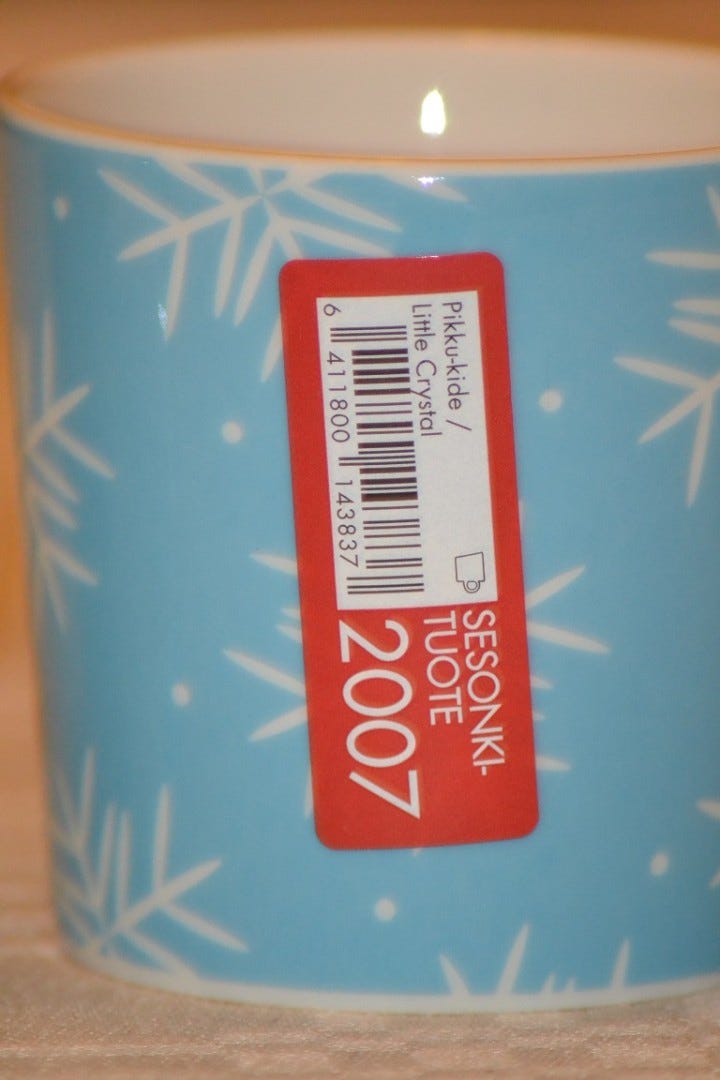 Pikku-kide /
Little Crystal
6 411800 143837
SESONKI-
TUOTE
2007